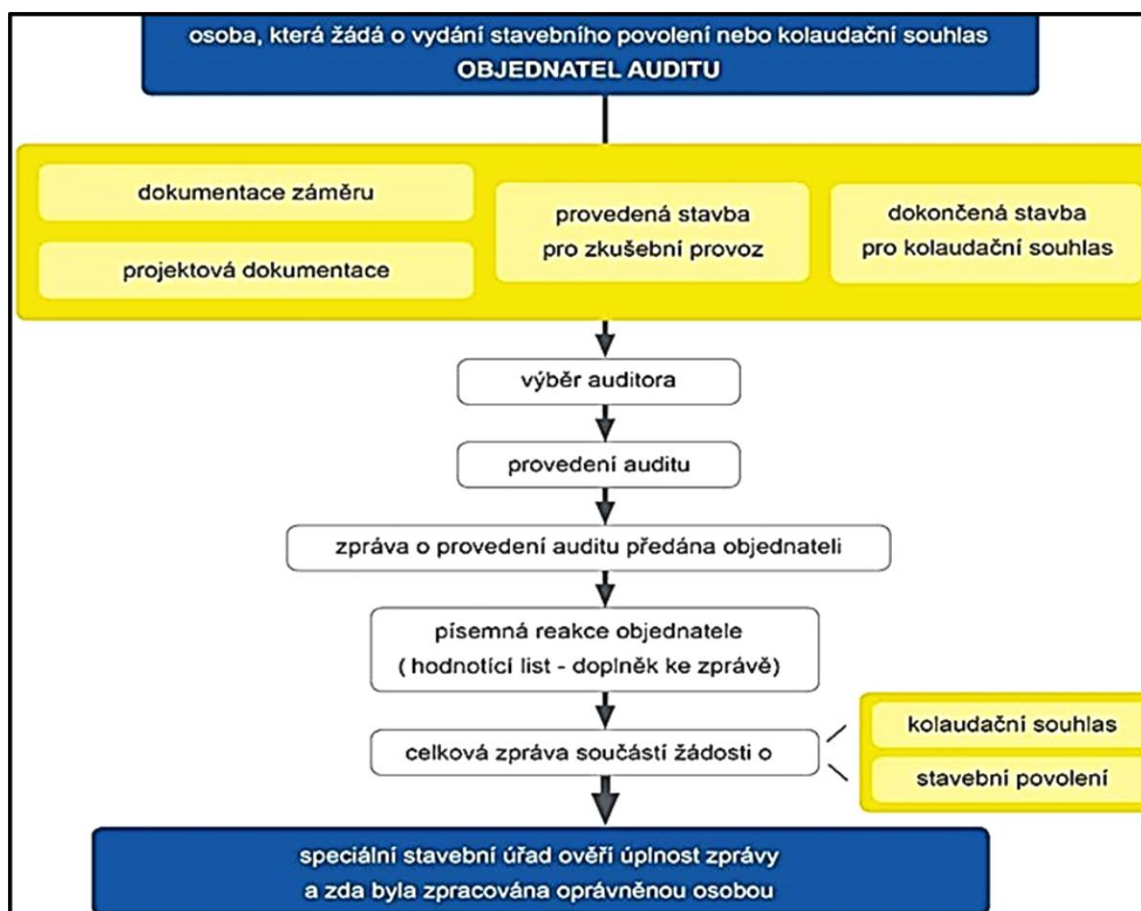 osoba, která žádá o vydání stavebního povolení nebo kolaudační souhlas
OBJEDNATEL AUDITU
dokumentace záměru
projektová dokumentace
provedená stavba
pro zkušební provoz
dokončená stavba
pro kolaudační souhlas
výběr auditora
provedení auditu
zpráva o provedení auditu předána objednateli
písemná reakce objednatele
( hodnotící list - doplněk ke zprávě)
celková zpráva součástí žádosti o
kolaudační souhlas
stavební povolení
speciální stavební úřad ověří úplnost zprávy
a zda byla zpracována oprávněnou osobou